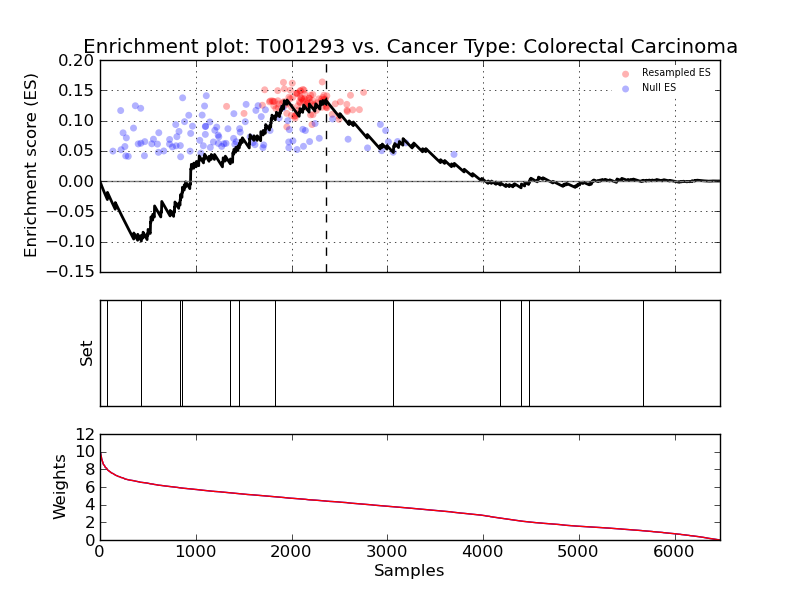 Enrichment plot: T001293 vs. Cancer Type: Colorectal Carcinoma
Enrichment score (ES)
0.20
0.15
0.10
0.05
0.00
−0.05
−0.10
−0.15
Resampled ES
Null ES
Set
Weights
12
10
8
6
4
2
0
0 1000 2000 3000 4000 5000 6000
Samples